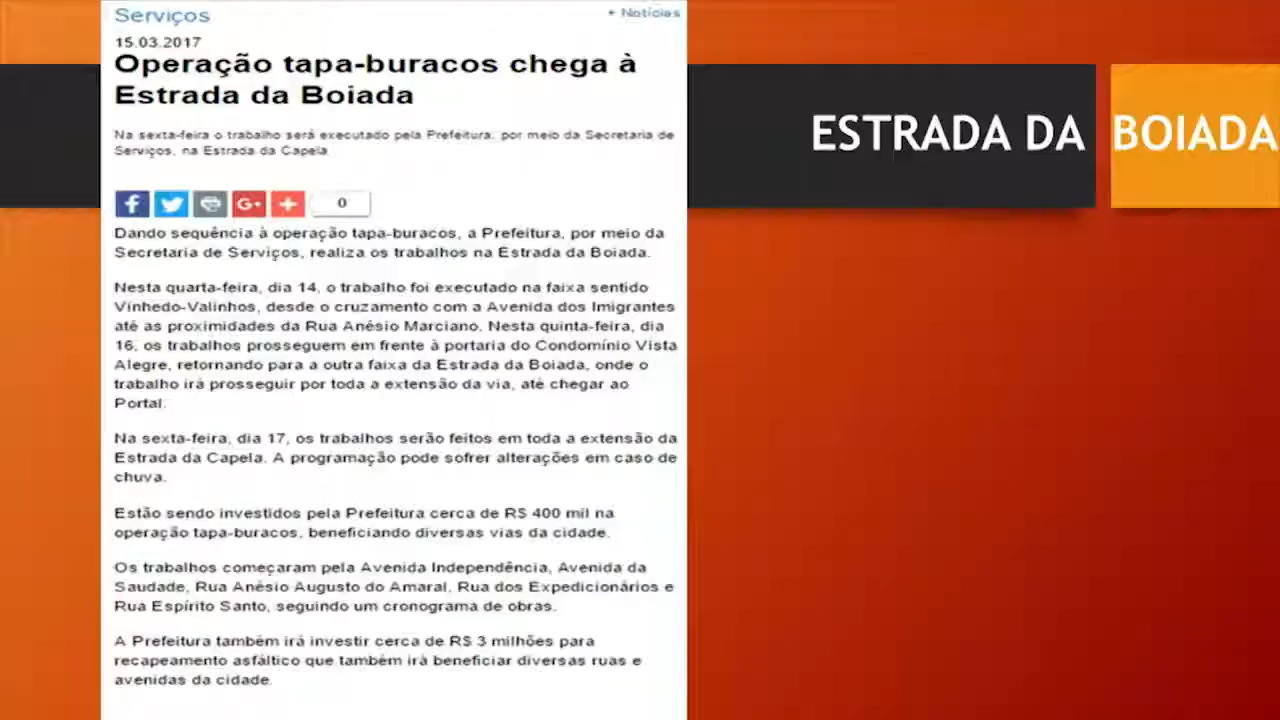 Serviços
+ Notícias
15.03.2017
Operação tapa-buracos chega à
Estrada da Boiada
Na sexta-feira o trabalho será executado pela Prefeitura, por meio da Secretaria de
Serviços, na Estrada da Capela
0
Dando sequência à operação tapa-buracos, a Prefeitura, por meio da
Secretaria de Serviços, realiza os trabalhos na Estrada da Boiada.
Nesta quarta-feira, dia 14, o trabalho foi executado na faixa sentido
Vinhedo-Valinhos, desde o cruzamento com a Avenida dos Imigrantes
até as proximidades da Rua Anésio Marciano. Nesta quinta-feira, dia
16, os trabalhos prosseguem em frente à portaria do Condomínio Vista
Alegre, retornando para a outra faixa da Estrada da Boiada, onde o
trabalho irá prosseguir por toda a extensão da via, até chegar ao
Portal.
Na sexta-feira, dia 17, os trabalhos serão feitos em toda a extensão da
Estrada da Capela. A programação pode sofrer alterações em caso de
chuva.
Estão sendo investidos pela Prefeitura cerca de R$ 400 mil na
operação tapa-buracos, beneficiando diversas vias da cidade.
Os trabalhos começaram pela Avenida Independência, Avenida da
Saudade, Rua Anésio Augusto do Amaral, Rua dos Expedicionários e
Rua Espírito Santo, seguindo um cronograma de obras.
A Prefeitura também irá investir cerca de R$ 3 milhões para
recapeamento asfáltico que também irá beneficiar diversas ruas e
avenidas da cidade.
ESTRADA DA BOIADA